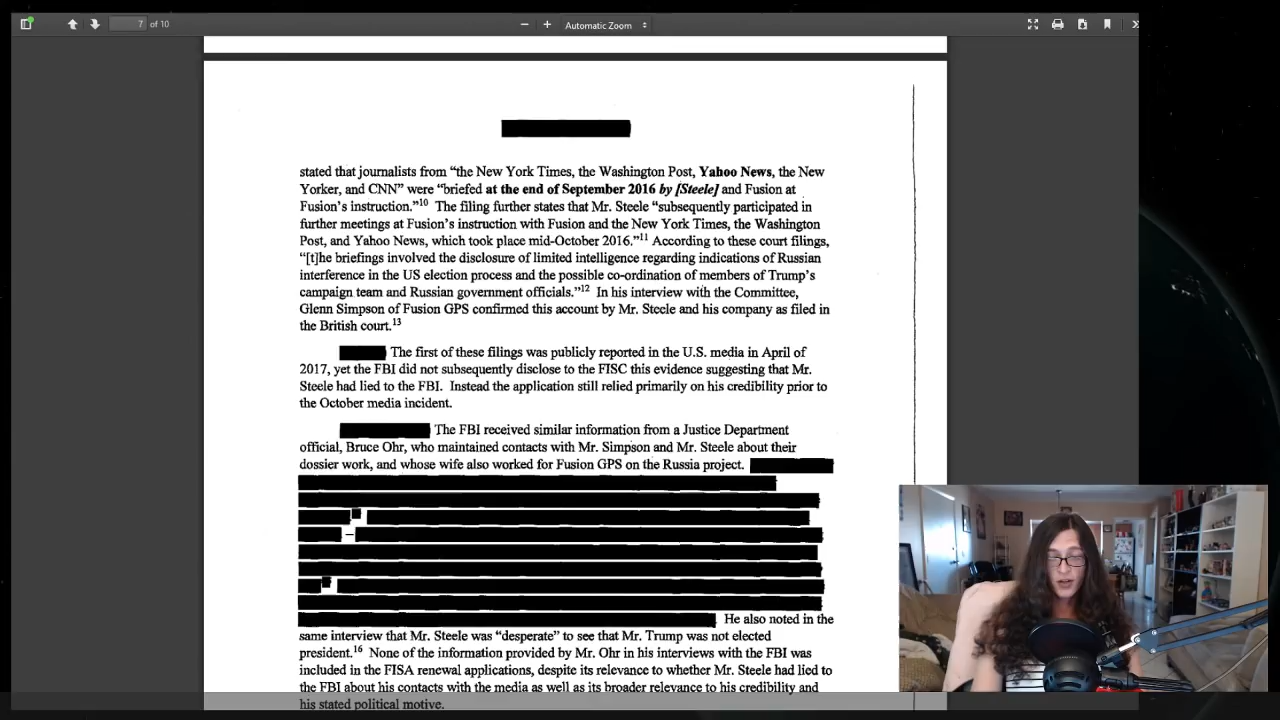 7 of 10
Automatic Zoom
stated that journalists from “the New York Times, the Washington Post, Yahoo News, the New
Yorker, and CNN” were “briefed at the end of September 2016 by [Steele] and Fusion at
Fusion’s instruction.”10 The filing further states that Mr. Steele “subsequently participated in
further meetings at Fusion’s instruction with Fusion and the New York Times, the Washington
Post, and Yahoo News, which took place mid-October 2016.”11 According to these court filings,
“[t]he briefings involved the disclosure of limited intelligence regarding indications of Russian
interference in the US election process and the possible co-ordination of members of Trump’s
campaign team and Russian government officials.”12 In his interview with the Committee,
Glenn Simpson of Fusion GPS confirmed this account by Mr. Steele and his company as filed in
the British court.13
The first of these filings was publicly reported in the U.S. media in April of
2017, yet the FBI did not subsequently disclose to the FISC this evidence suggesting that Mr.
Steele had lied to the FBI. Instead the application still relied primarily on his credibility prior to
the October media incident.
The FBI received similar information from a Justice Department
official, Bruce Ohr, who maintained contacts with Mr. Simpson and Mr. Steele about their
dossier work, and whose wife also worked for Fusion GPS on the Russia project.
He also noted in the
same interview that Mr. Steele was “desperate” to see that Mr. Trump was not elected
president.16 None of the information provided by Mr. Ohr in his interviews with the FBI was
included in the FISA renewal applications, despite its relevance to whether Mr. Steele had lied to
the FBI about his contacts with the media as well as its broader relevance to his credibility and
his stated political motive.